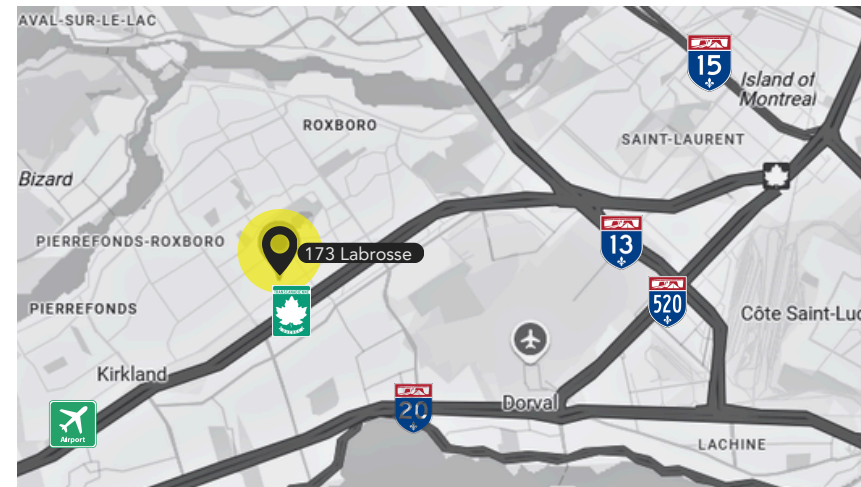 AVAL-SUR-LE-LAC
15
Island of
Montreal
ROXBORO
SAINT-LAURENT
Bizard
PIERREFONDS-ROXBORO
173 Labrosse
13
PIERREFONDS
520
Côte Saint-Luc
Kirkland
20
Dorval
Airport
LACHINE